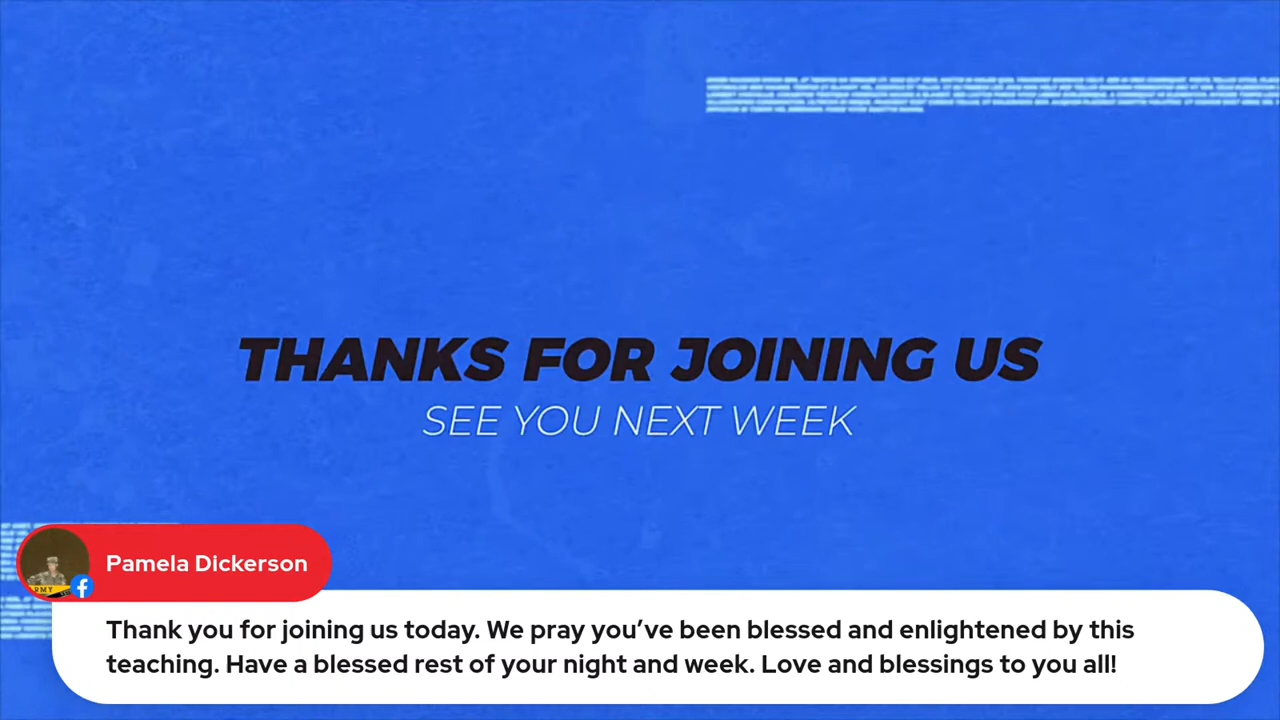 THANKS FOR JOINING US
SEE YOU NEXT WEEK
RMY
Pamela Dickerson
Thank you for joining us today. We pray you’ve been blessed and enlightened by this
teaching. Have a blessed rest of your night and week. Love and blessings to you all!